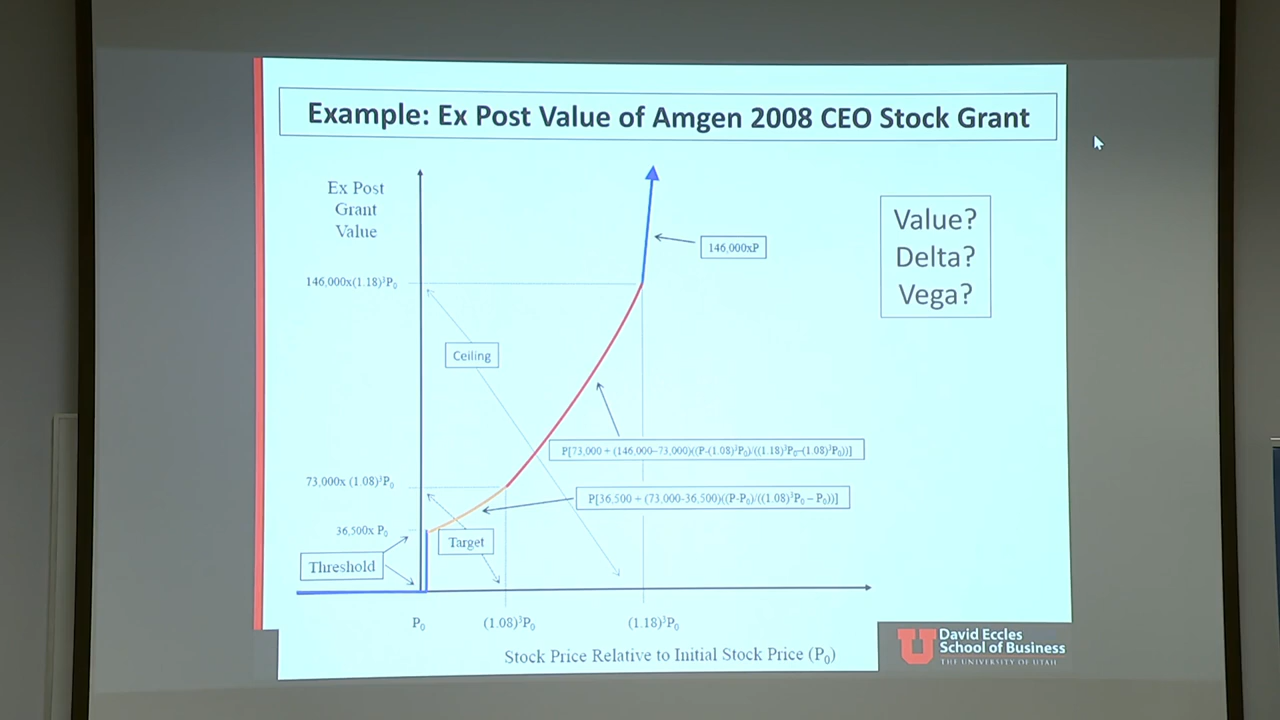 Example: Ex Post Value of Amgen 2008 CEO Stock Grant
Ex Post
Grant
Value
Value?
Delta?
Vega?
146,000xP
146,000x(1.18)³P₀
Ceiling
P[73,000 + (146,000–73,000)((P-(1.08)³P₀)/((1.18)³P₀–(1.08)³P₀))]
73,000x (1.08)³P₀
P[36,500 + (73,000-36,500)((P-P₀)/((1.08)³P₀ – P₀))]
36,500x P₀
Target
Threshold
P₀
(1.08)³P₀
(1.18)³P₀
Stock Price Relative to Initial Stock Price (P₀)
U
David Eccles
School of Business
THE UNIVERSITY OF UTAH